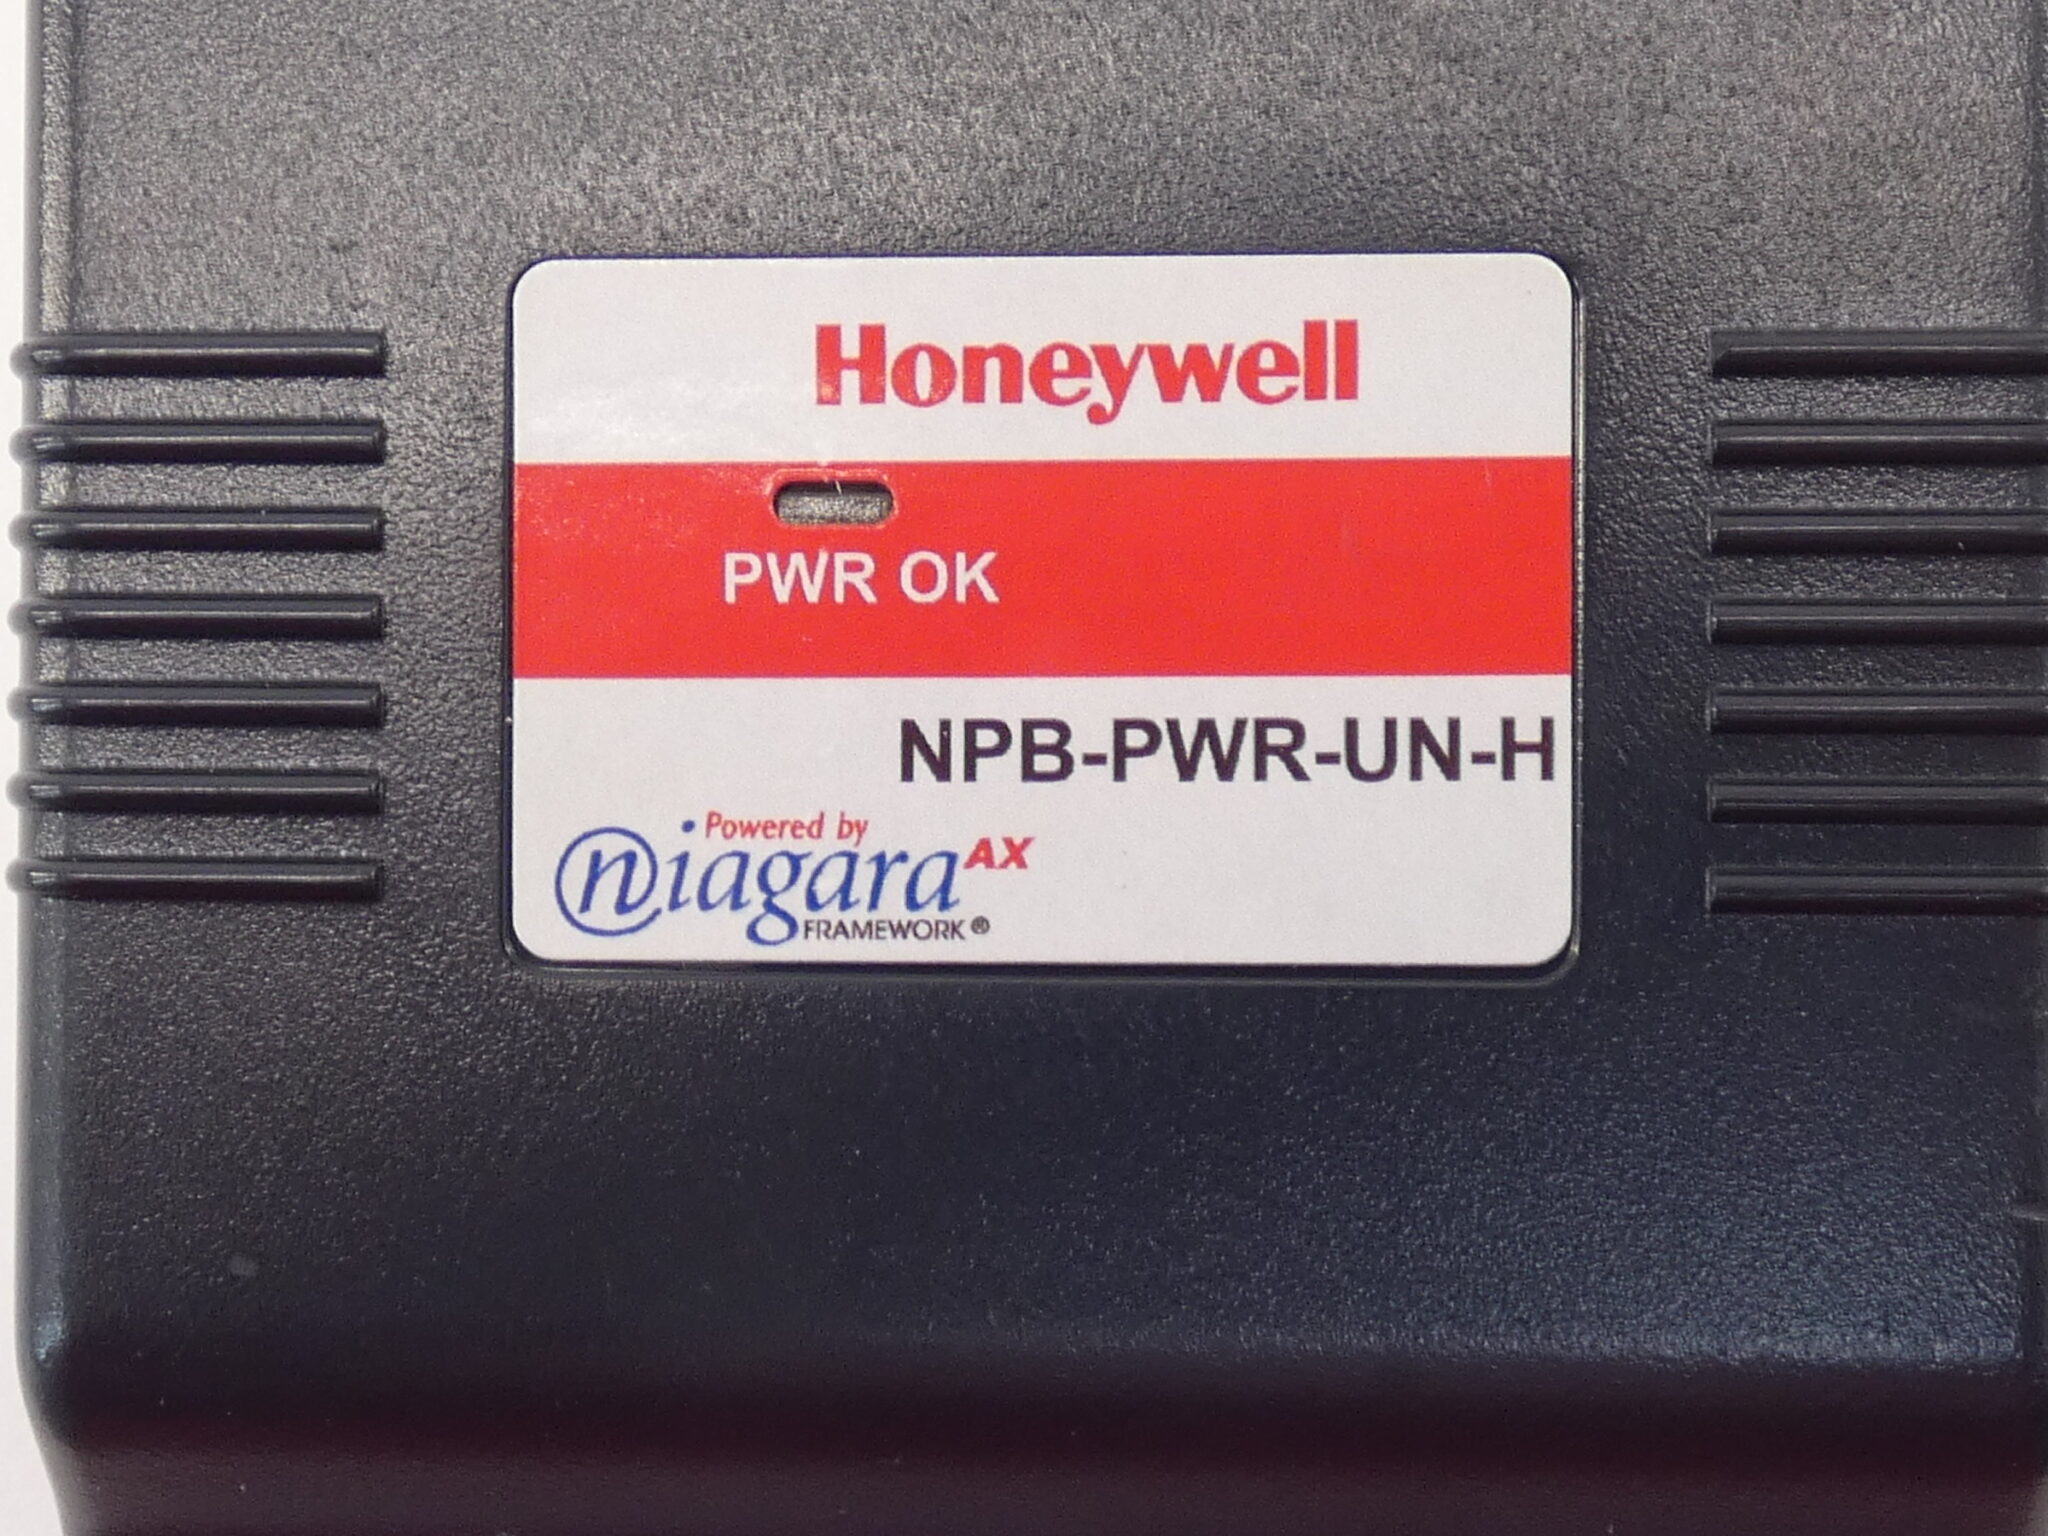 Honeywell
PWR OK
NPB-PWR-UN-H
Powered by
niagara AX
FRAMEWORK®